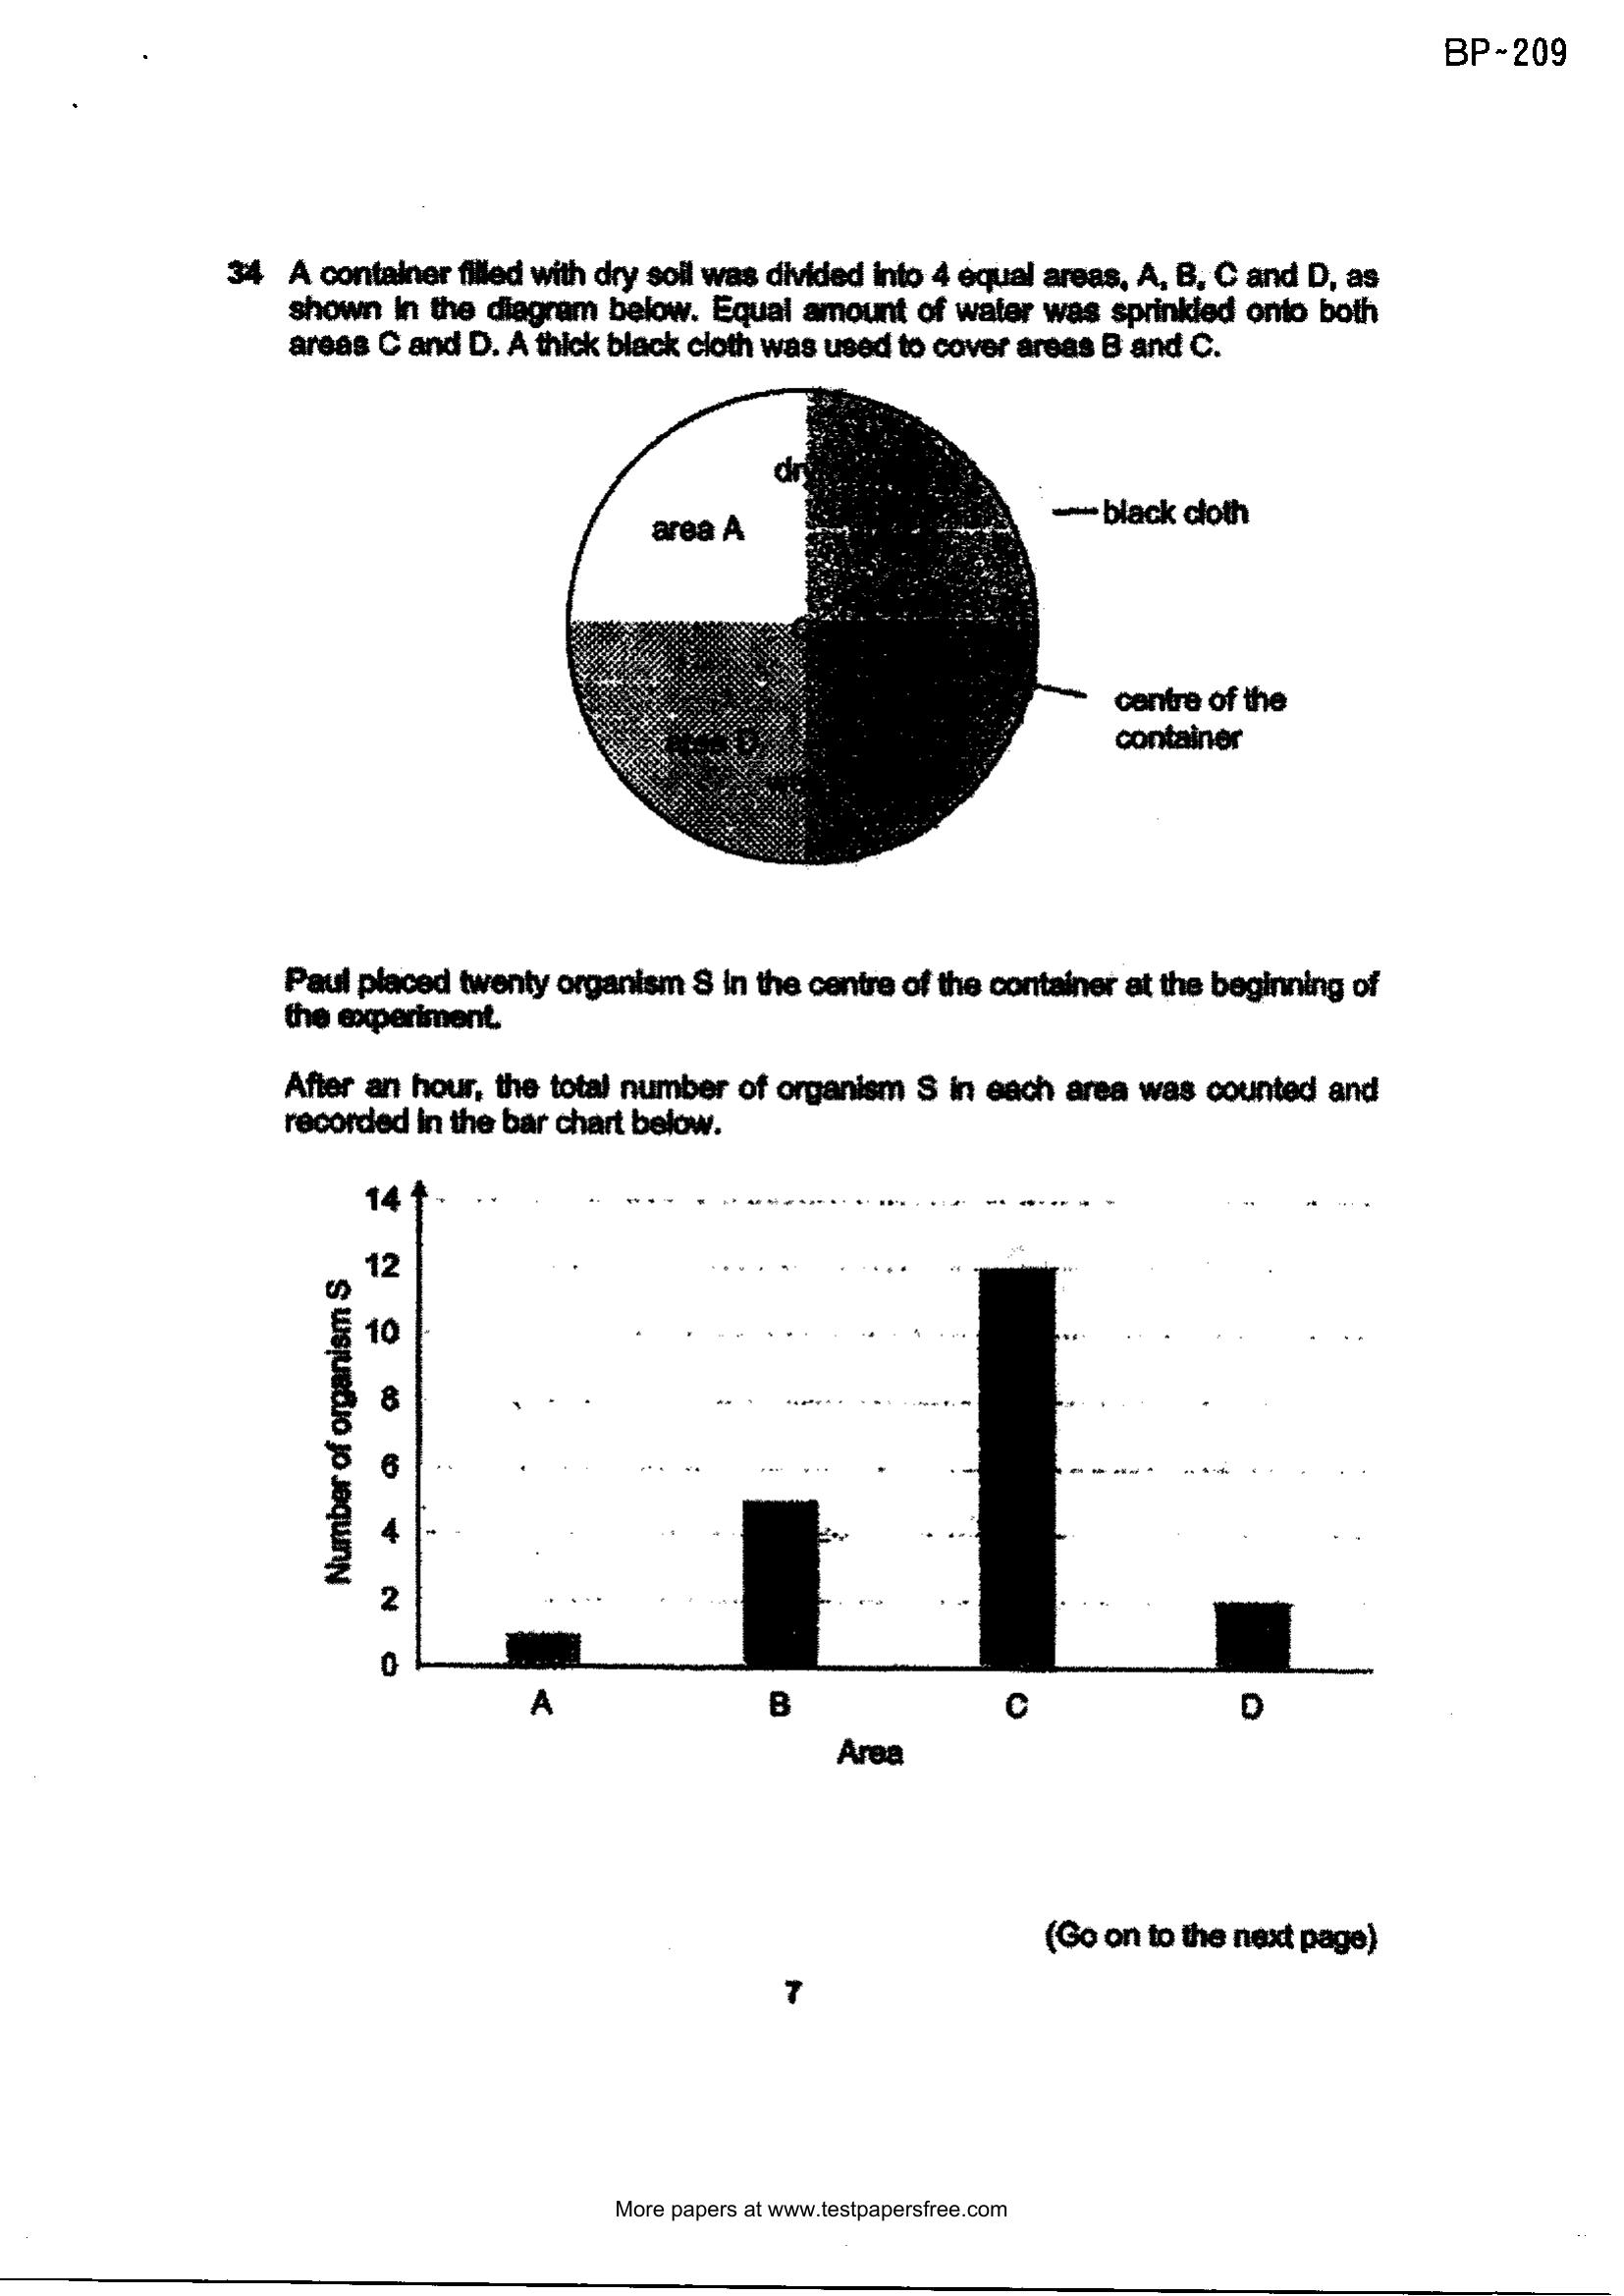 BP-209
34 A container filled with dry soil was divided into 4 equal areas, A, B, C and D, as
shown in the diagram below. Equal amount of water was sprinkled onto both
areas C and D. A thick black cloth was used to cover areas B and C.
area A
black cloth
area D
centre of the
container
Paul placed twenty organism S in the centre of the container at the beginning of
the experiment.
After an hour, the total number of organism S in each area was counted and
recorded in the bar chart below.
Number of organism S
14
12
10
8
6
4
2
0
A B C D
Area
(Go on to the next page)
7
More papers at www.testpapersfree.com